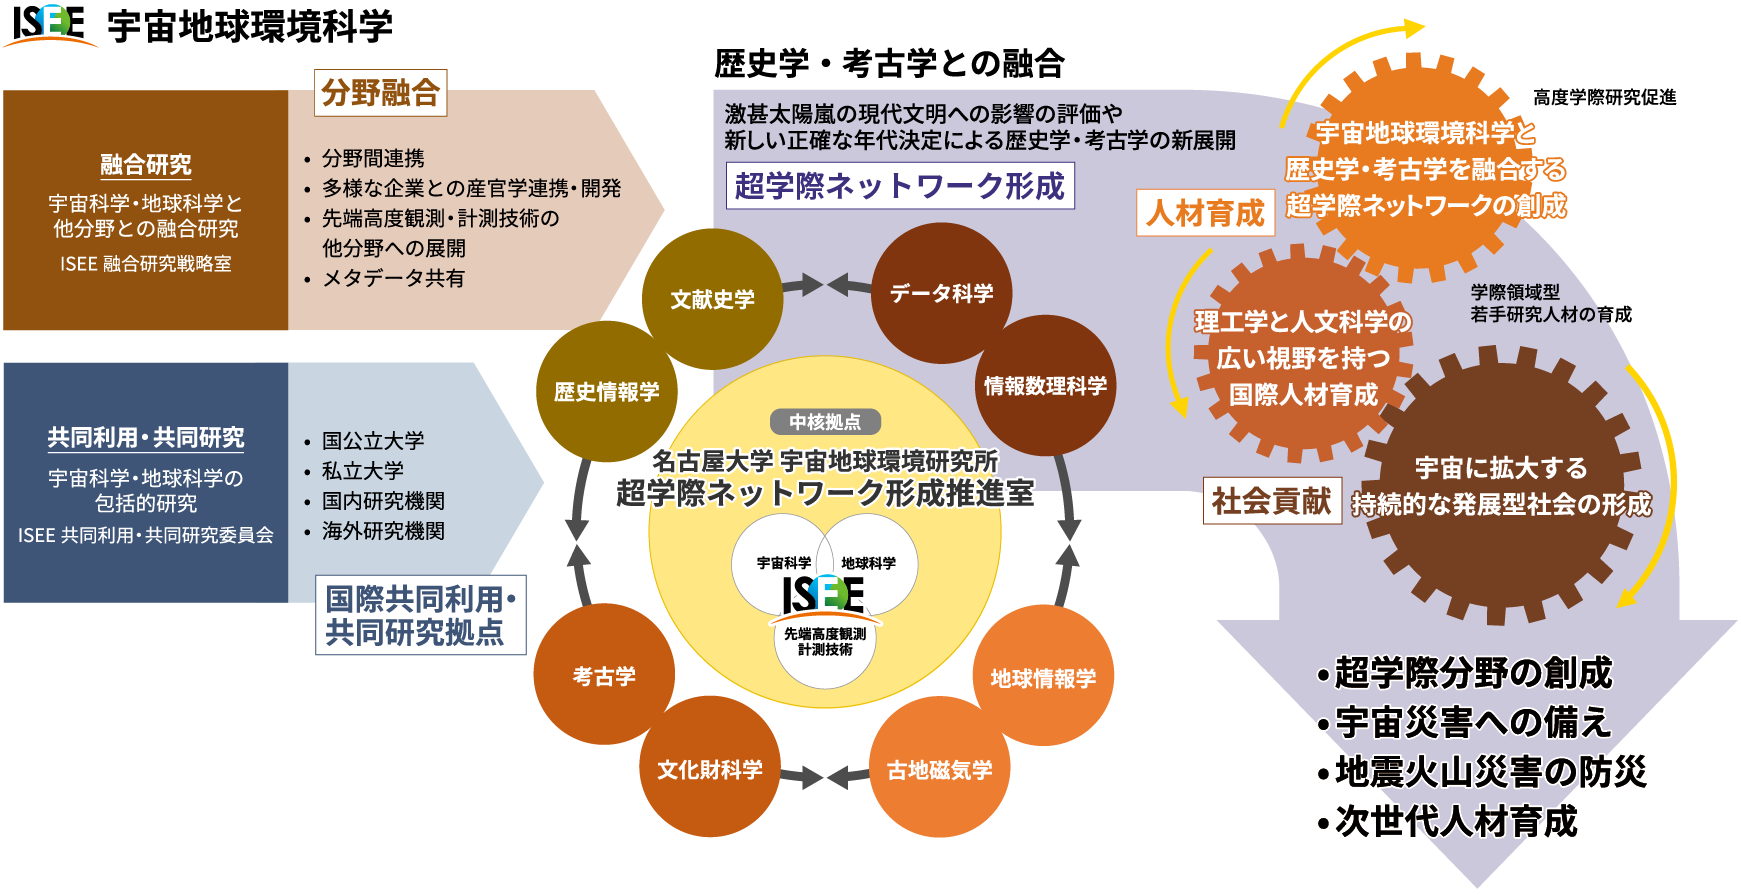 ISEE 宇宙地球環境科学
分野融合
融合研究
宇宙科学・地球科学と
他分野との融合研究
ISEE 融合研究戦略室
• 分野間連携
• 多様な企業との産官学連携・開発
• 先端高度観測・計測技術の
他分野への展開
• メタデータ共有
共同利用・共同研究
宇宙科学・地球科学の
包括的研究
ISEE 共同利用・共同研究委員会
• 国公立大学
• 私立大学
• 国内研究機関
• 海外研究機関
国際共同利用・
共同研究拠点
歴史学・考古学との融合
激甚太陽嵐の現代文明への影響の評価や
新しい正確な年代決定による歴史学・考古学の新展開
超学際ネットワーク形成
文献史学
データ科学
歴史情報学
情報数理科学
中核拠点
名古屋大学 宇宙地球環境研究所
超学際ネットワーク形成推進室
宇宙科学
地球科学
ISEE
先端高度観測
計測技術
考古学
地球情報学
文化財科学
古地磁気学
高度学際研究促進
宇宙地球環境科学と
歴史学・考古学を融合する
超学際ネットワークの創成
人材育成
学際領域型
若手研究人材の育成
理工学と人文科学の
広い視野を持つ
国際人材育成
社会貢献
宇宙に拡大する
持続的な発展型社会の形成
• 超学際分野の創成
• 宇宙災害への備え
• 地震火山災害の防災
• 次世代人材育成